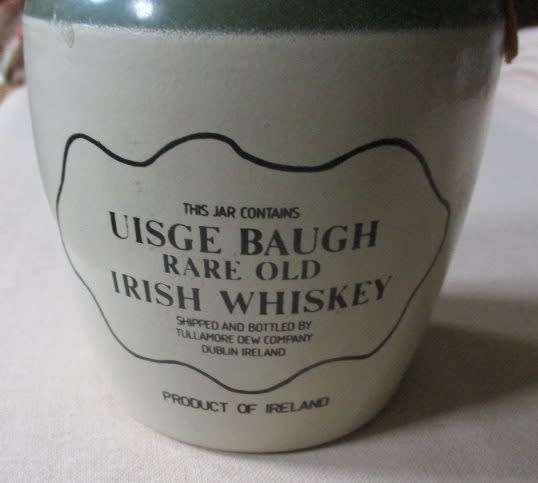 THIS JAR CONTAINS
UISGE BAUGH
RARE OLD
IRISH WHISKEY
SHIPPED AND BOTTLED BY
TULLAMORE DEW COMPANY
DUBLIN IRELAND
PRODUCT OF IRELAND